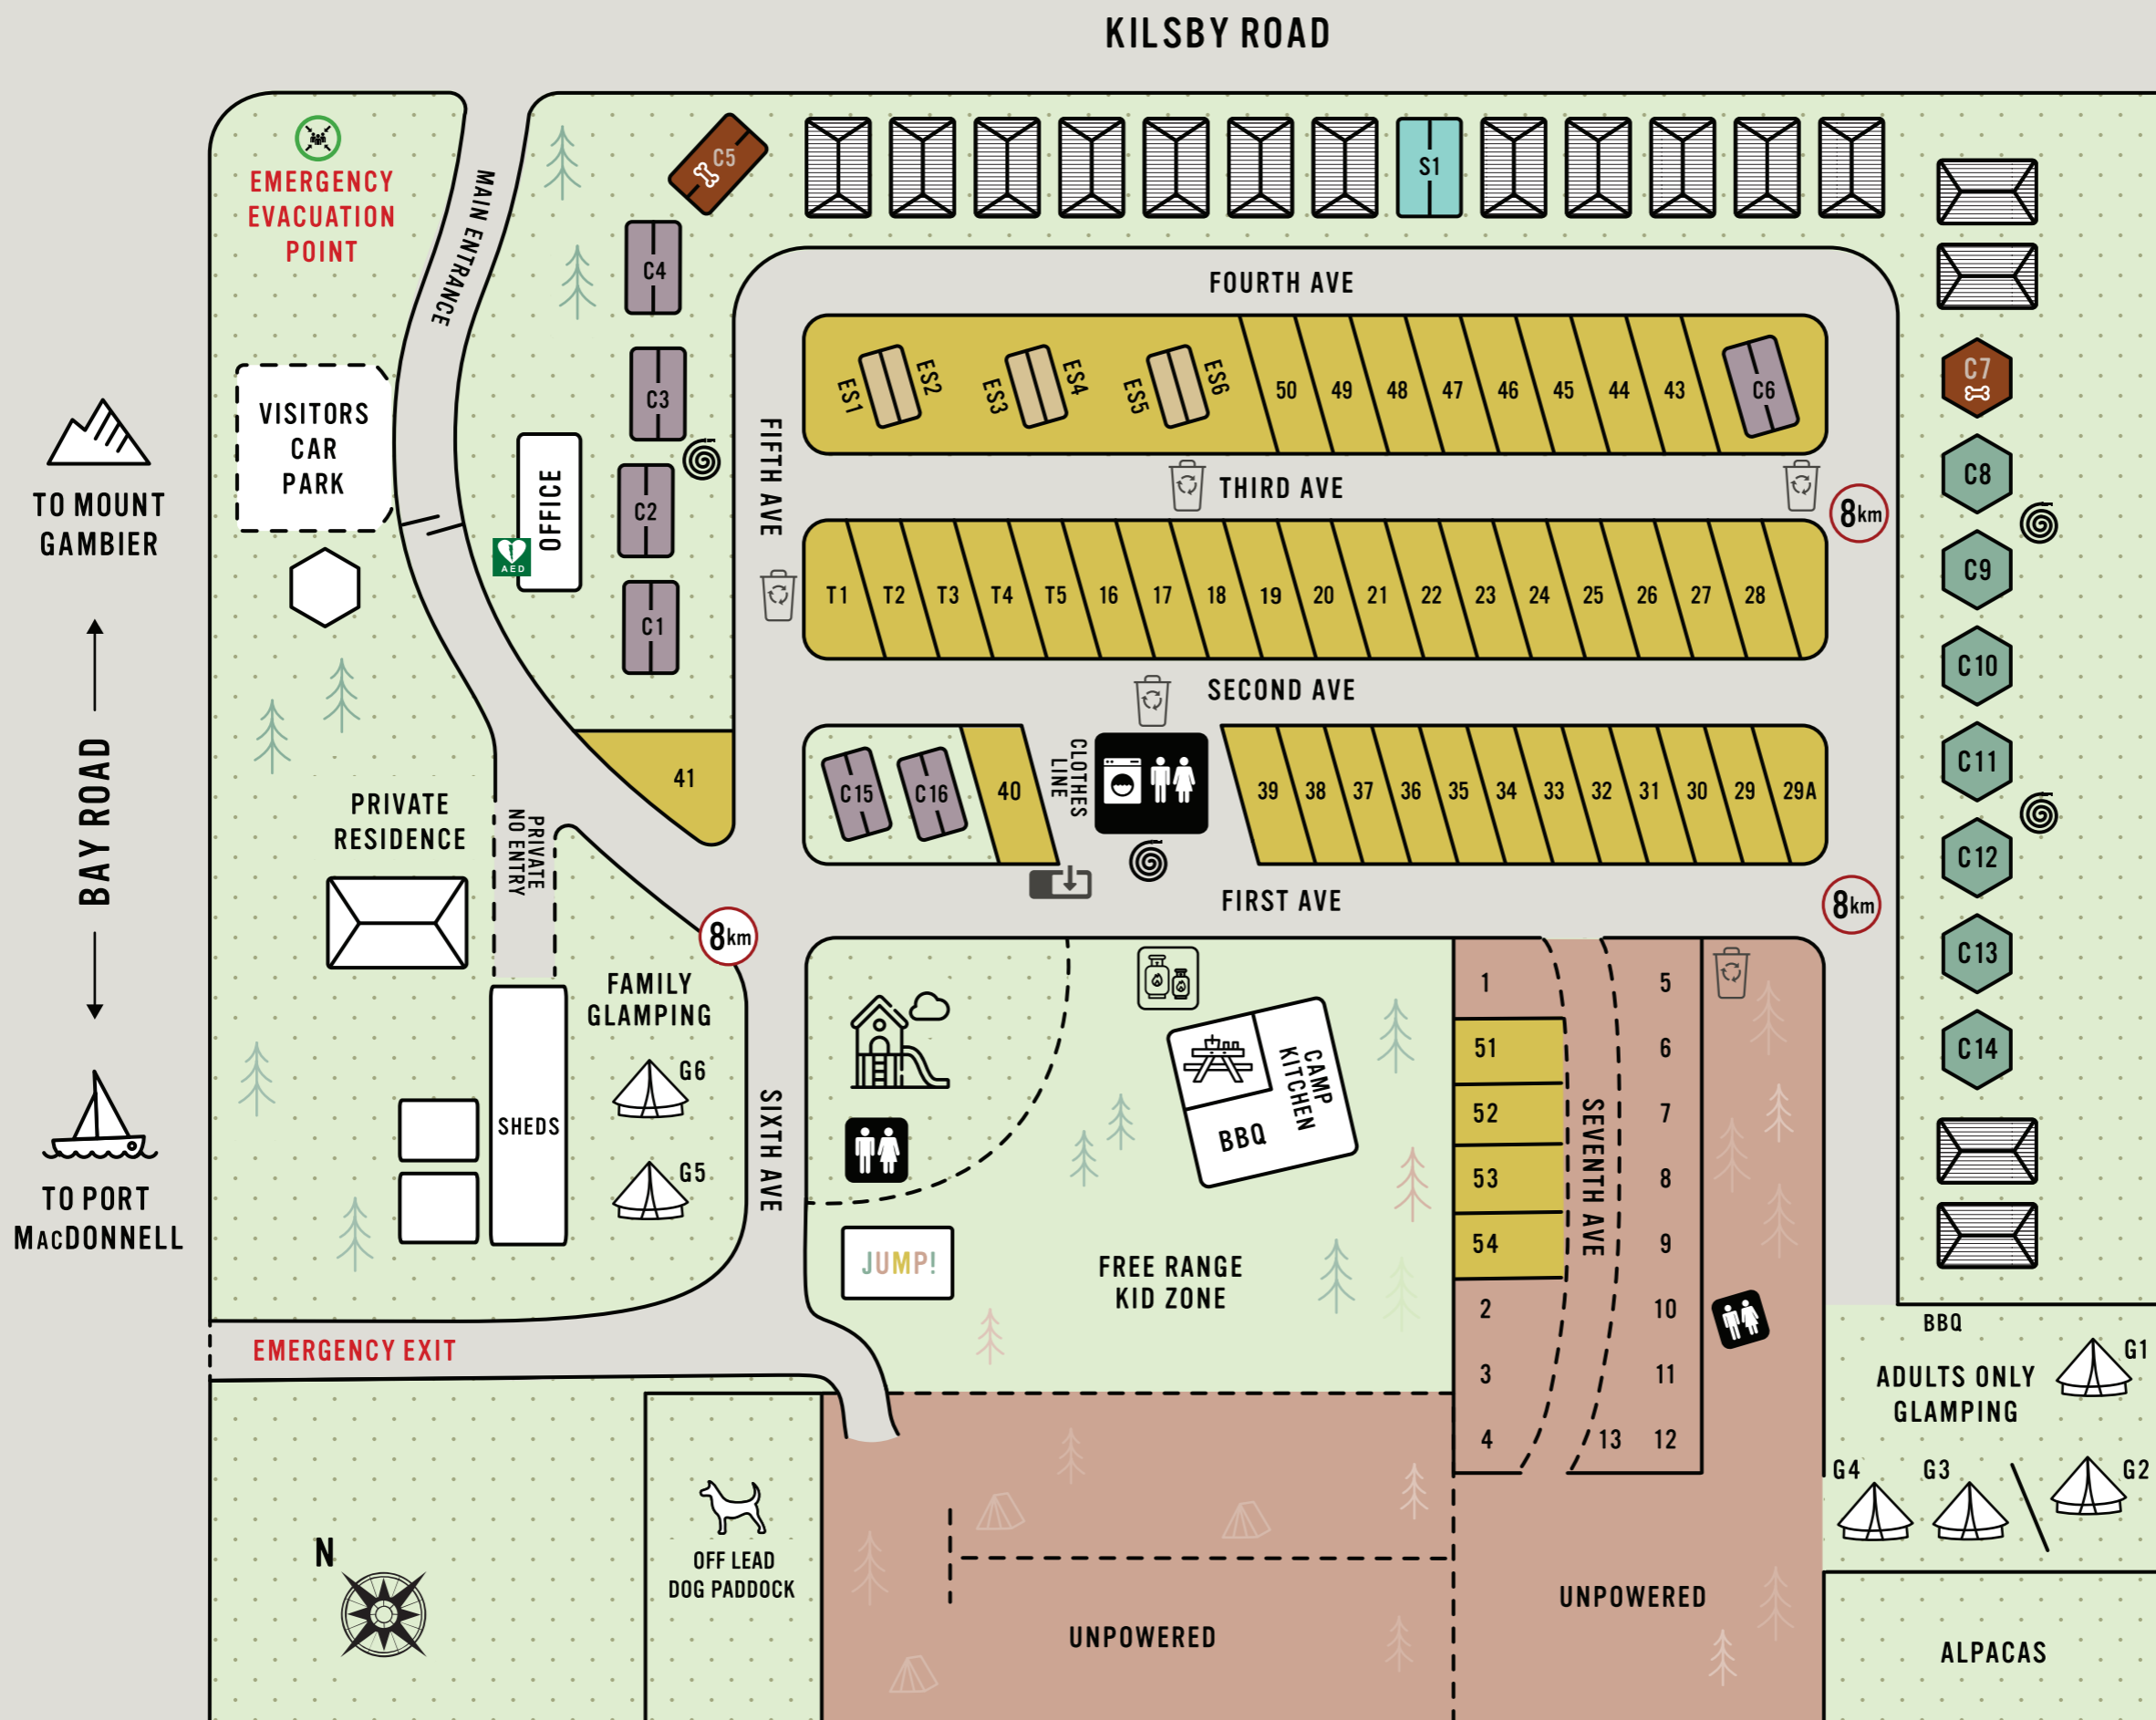 KILSBY ROAD
EMERGENCY
EVACUATION
POINT
MAIN ENTRANCE
C5
S1
C4
FOURTH AVE
C3
C7
ES1
ES2
ES3
ES4
ES5
ES6
50
49
48
47
46
45
44
43
C6
VISITORS
CAR
PARK
TO MOUNT
GAMBIER
FIFTH AVE
THIRD AVE
8km
C8
OFFICE
AED
C2
C9
T1
T2
T3
T4
T5
16
17
18
19
20
21
22
23
24
25
26
27
28
C1
C10
SECOND AVE
BAY ROAD
41
C11
C15
C16
40
CLOTHES
LINE
39
38
37
36
35
34
33
32
31
30
29
29A
PRIVATE
RESIDENCE
PRIVATE
NO ENTRY
C12
FIRST AVE
8km
8km
C13
FAMILY
GLAMPING
G6
G5
SHEDS
SIXTH AVE
CAMP
KITCHEN
BBQ
1
51
52
53
54
2
3
4
SEVENTH AVE
5
6
7
8
9
10
11
12
13
C14
TO PORT
MacDONNELL
JUMP!
FREE RANGE
KID ZONE
EMERGENCY EXIT
BBQ
ADULTS ONLY
GLAMPING
G1
G2
G3
G4
N
OFF LEAD
DOG PADDOCK
UNPOWERED
UNPOWERED
ALPACAS